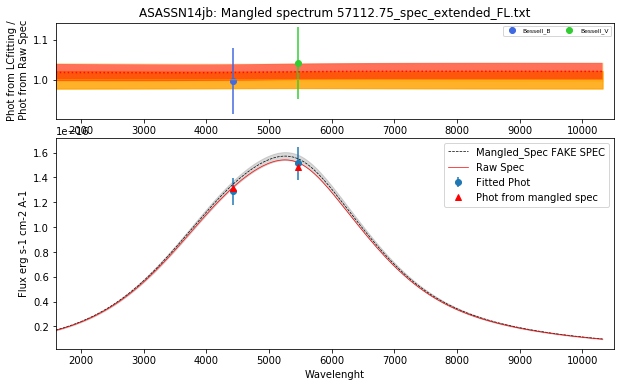 ASASSN14jb: Mangled spectrum 57112.75_spec_extended_FL.txt
Phot from LCfitting /
Phot from Raw Spec
1.1
1.0
Bessell_B
Bessell_V
2000 3000 4000 5000 6000 7000 8000 9000 10000
1e−16
Flux erg s-1 cm-2 A-1
1.6
1.4
1.2
1.0
0.8
0.6
0.4
0.2
Mangled_Spec FAKE SPEC
Raw Spec
Fitted Phot
Phot from mangled spec
2000 3000 4000 5000 6000 7000 8000 9000 10000
Wavelenght